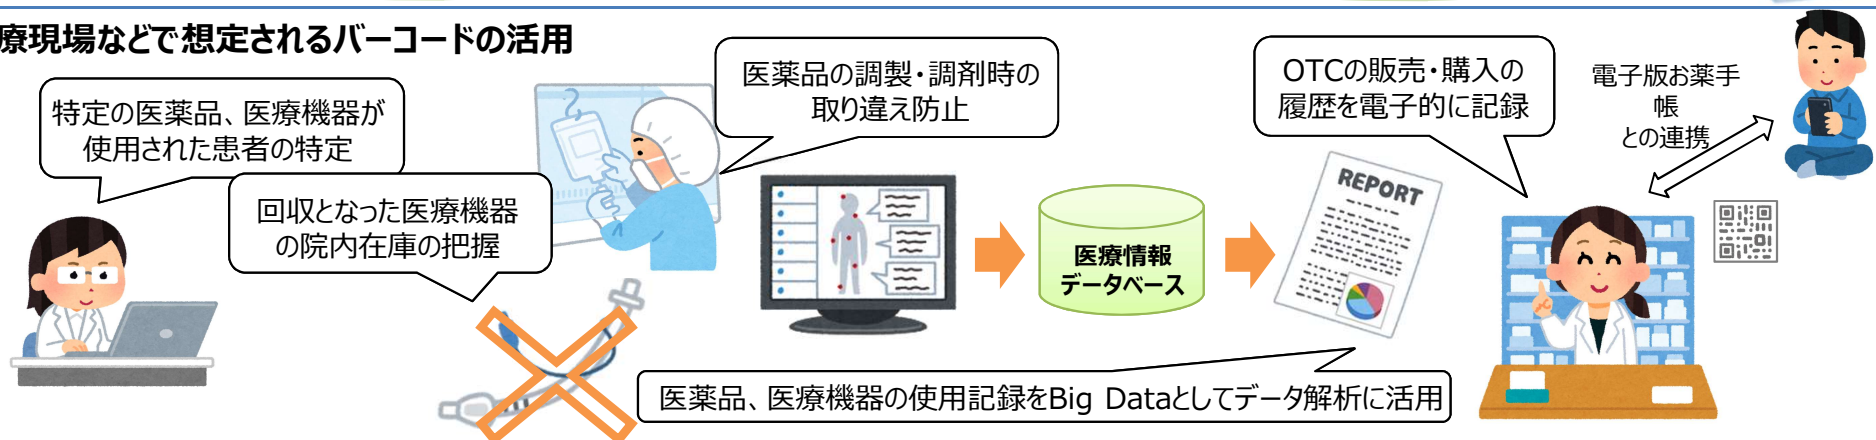 療現場などで想定されるバーコードの活用
特定の医薬品、医療機器が
使用された患者の特定
回収となった医療機器
の院内在庫の把握
医薬品の調製・調剤時の
取り違え防止
医療情報
データベース
REPORT
医薬品、医療機器の使用記録をBig Dataとしてデータ解析に活用
OTCの販売・購入の
履歴を電子的に記録
電子版お薬手
帳
との連携